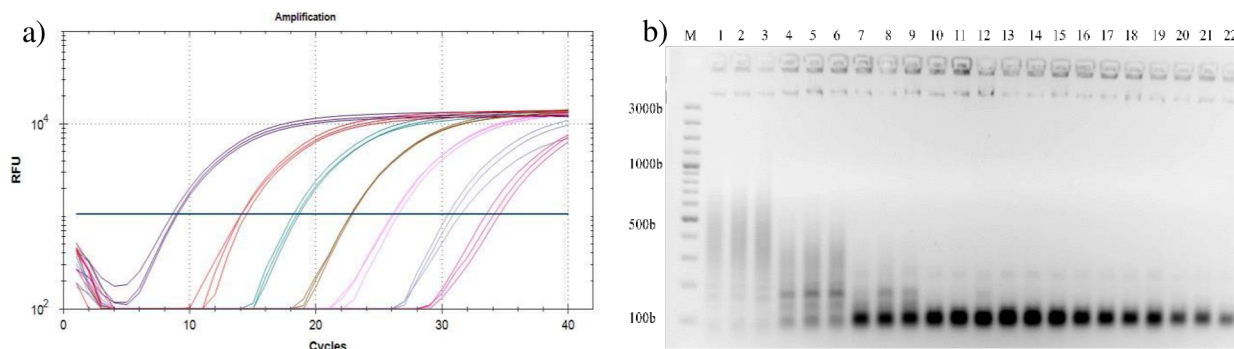 a)
Amplification
RFU
10^4
10^3
10^2
0 10 20 30 40
Cycles
b)
M 1 2 3 4 5 6 7 8 9 10 11 12 13 14 15 16 17 18 19 20 21 22
3000b
1000b
500b
100b